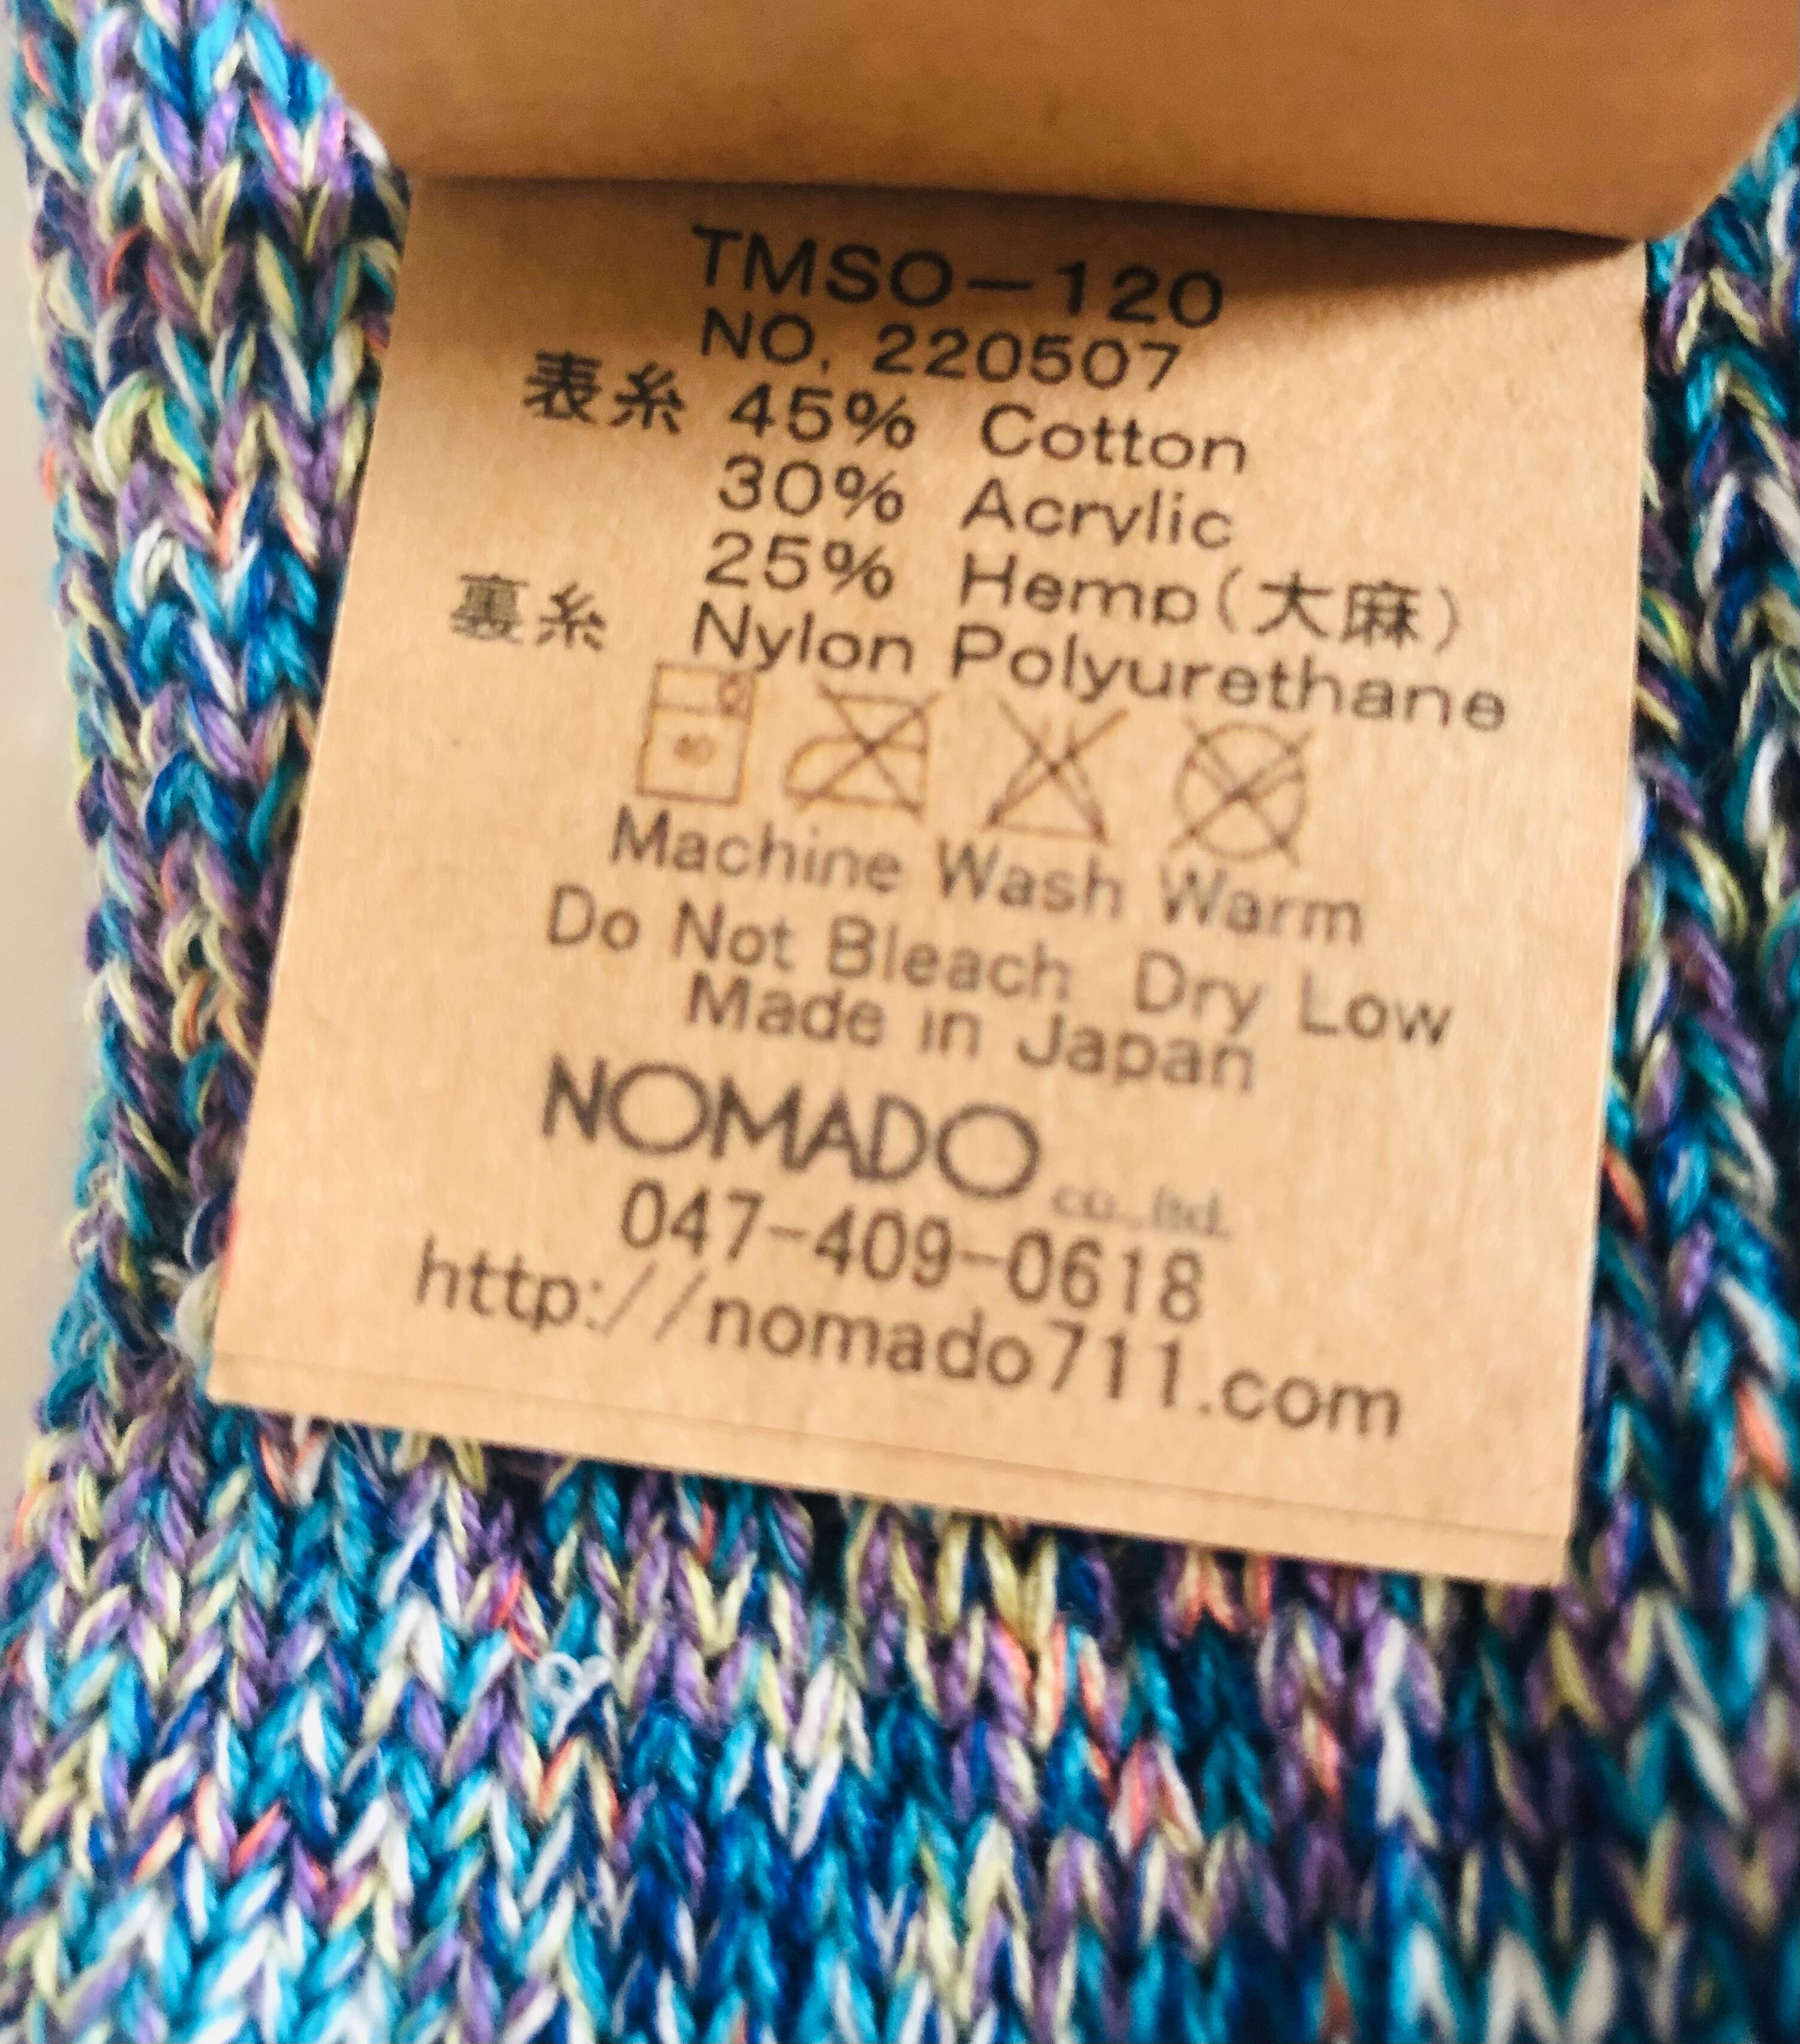 TMSO-120
NO. 220507
表糸 45% Cotton
30% Acrylic
25% Hemp(大麻)
裏糸 Nylon Polyurethane
40
Machine Wash Warm
Do Not Bleach Dry Low
Made in Japan
NOMADO co.,ltd.
047-409-0618
http://nomado711.com